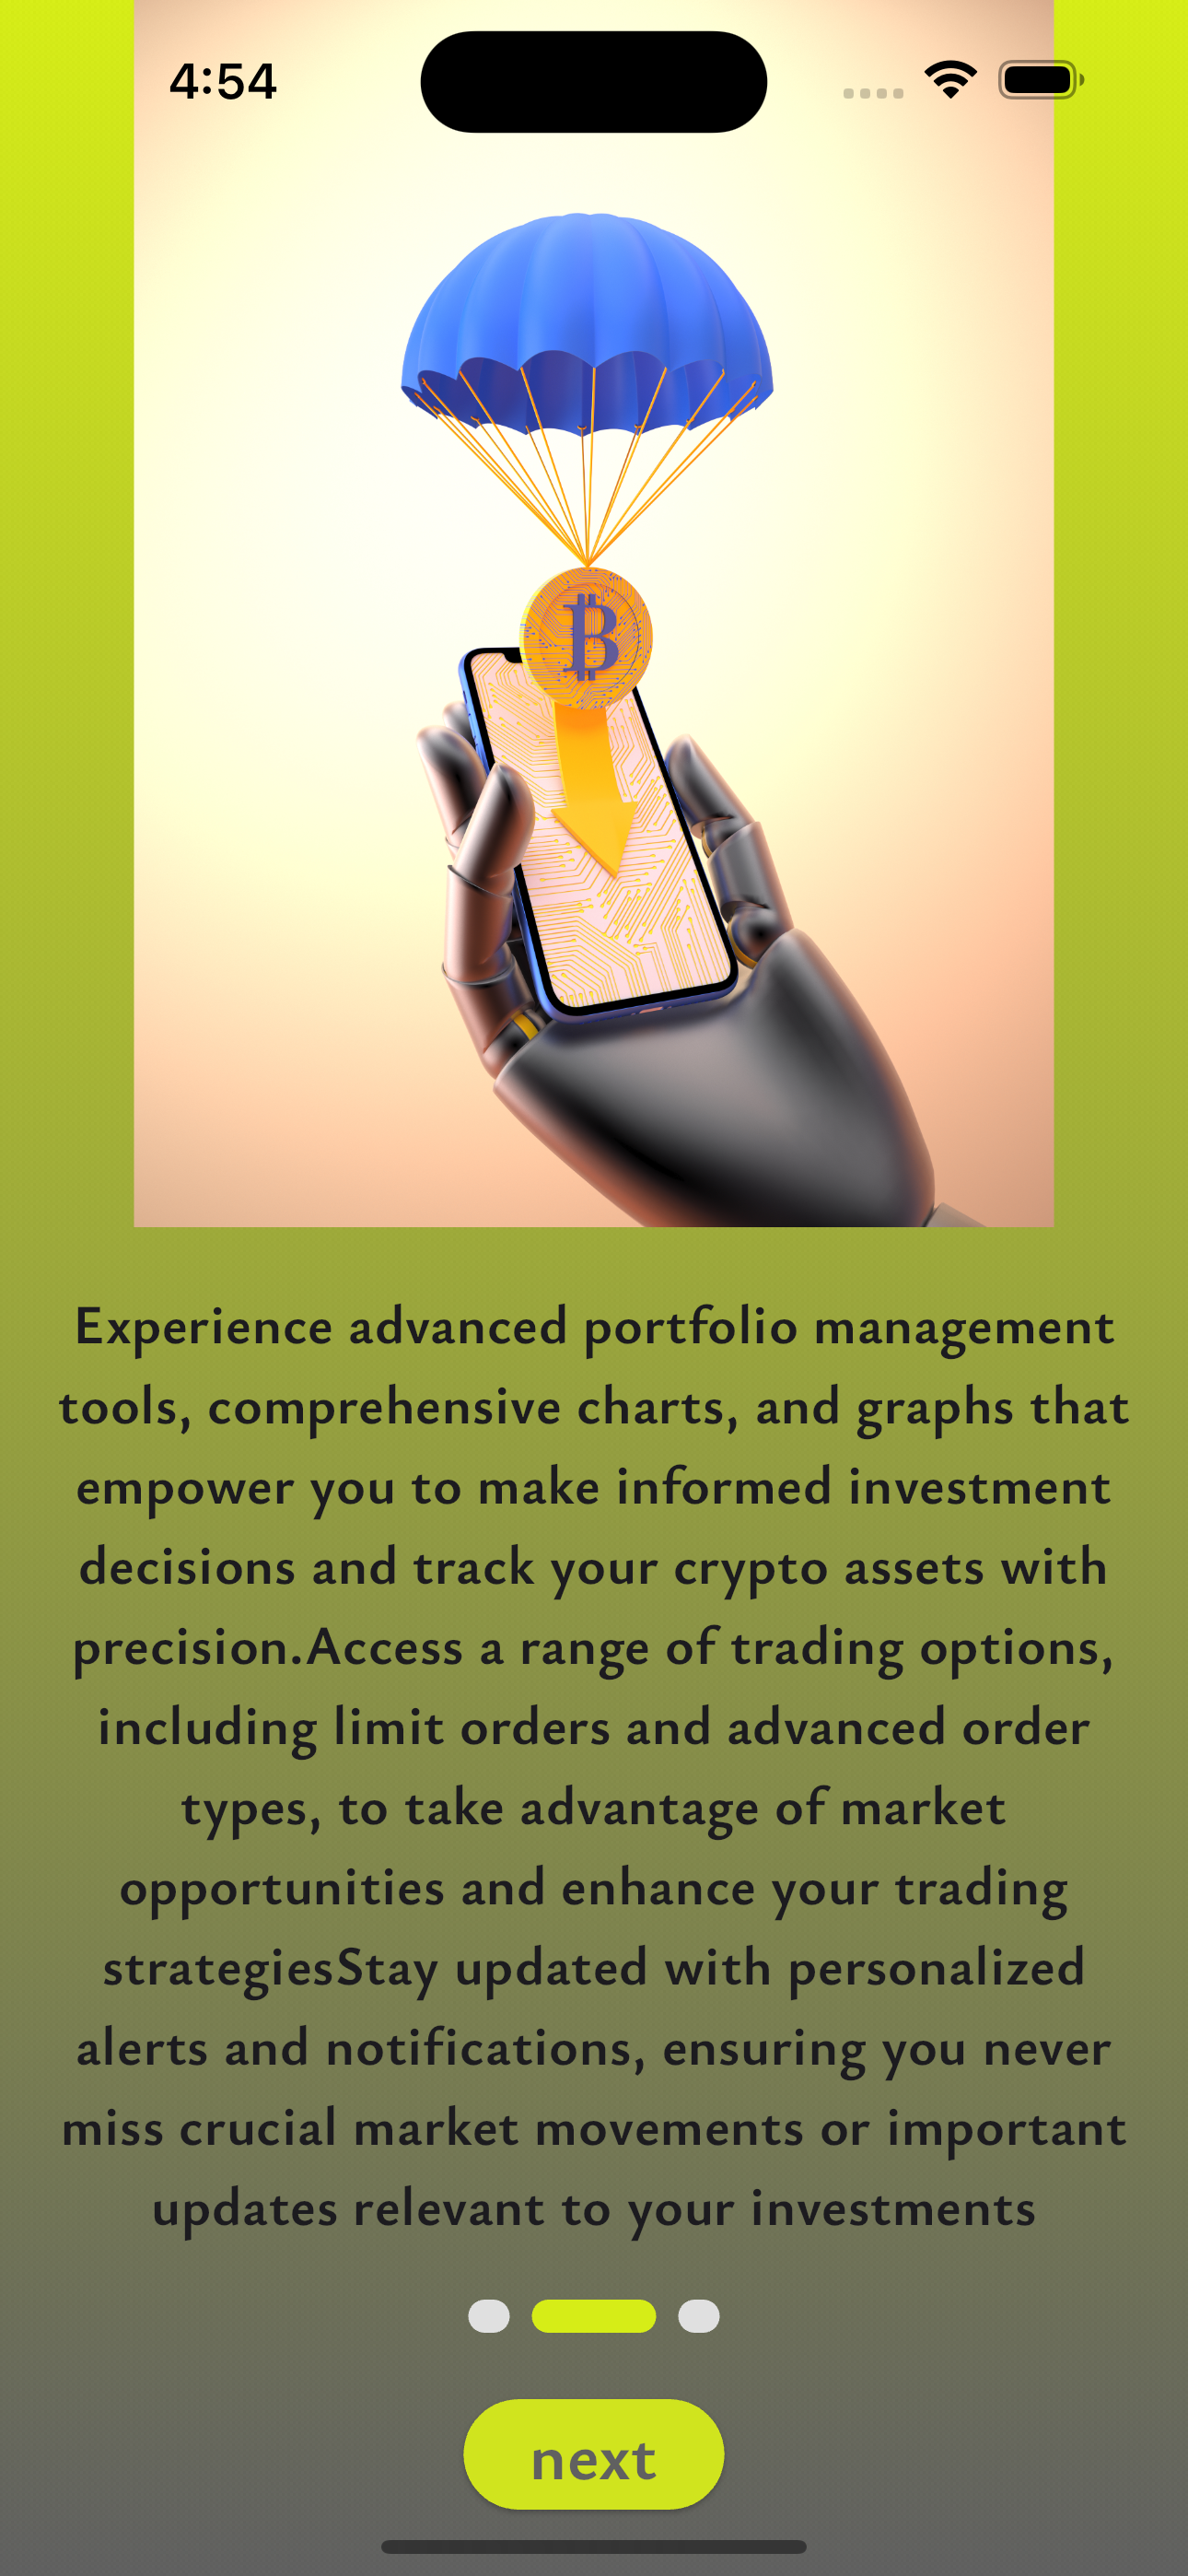 4:54
₿
Experience advanced portfolio management
tools, comprehensive charts, and graphs that
empower you to make informed investment
decisions and track your crypto assets with
precision.Access a range of trading options,
including limit orders and advanced order
types, to take advantage of market
opportunities and enhance your trading
strategiesStay updated with personalized
alerts and notifications, ensuring you never
miss crucial market movements or important
updates relevant to your investments
next